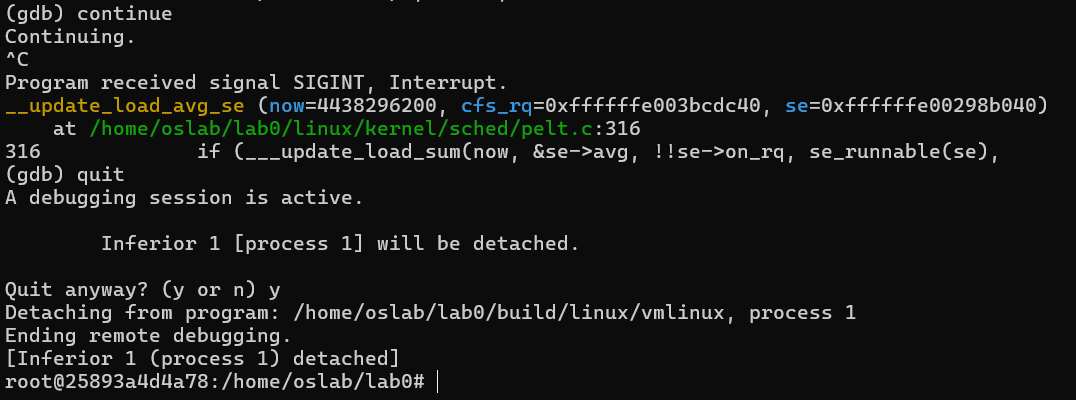 (gdb) continue
Continuing.
^C
Program received signal SIGINT, Interrupt.
__update_load_avg_se (now=4438296200, cfs_rq=0xffffffe003bcdc40, se=0xffffffe00298b040)
    at /home/oslab/lab0/linux/kernel/sched/pelt.c:316
316             if (___update_load_sum(now, &se->avg, !!se->on_rq, se_runnable(se),
(gdb) quit
A debugging session is active.

        Inferior 1 [process 1] will be detached.

Quit anyway? (y or n) y
Detaching from program: /home/oslab/lab0/build/linux/vmlinux, process 1
Ending remote debugging.
[Inferior 1 (process 1) detached]
root@25893a4d4a78:/home/oslab/lab0#